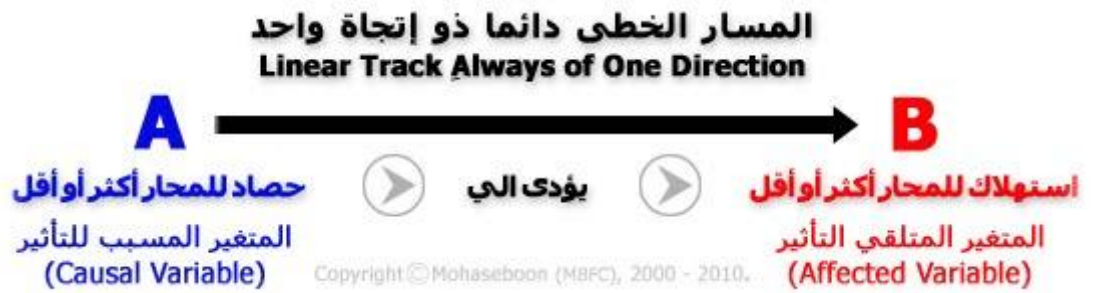 المسار الخطى دائما ذو إتجاة واحد
Linear Track Always of One Direction
A
B
حصاد للمحار أكثر أو أقل
يؤدى الي
استهلاك للمحار أكثر أو أقل
المتغير المسبب للتأثير
المتغير المتلقي التأثير
(Causal Variable)
Copyright © Mohaseboon (MBFC), 2000 - 2010.
(Affected Variable)